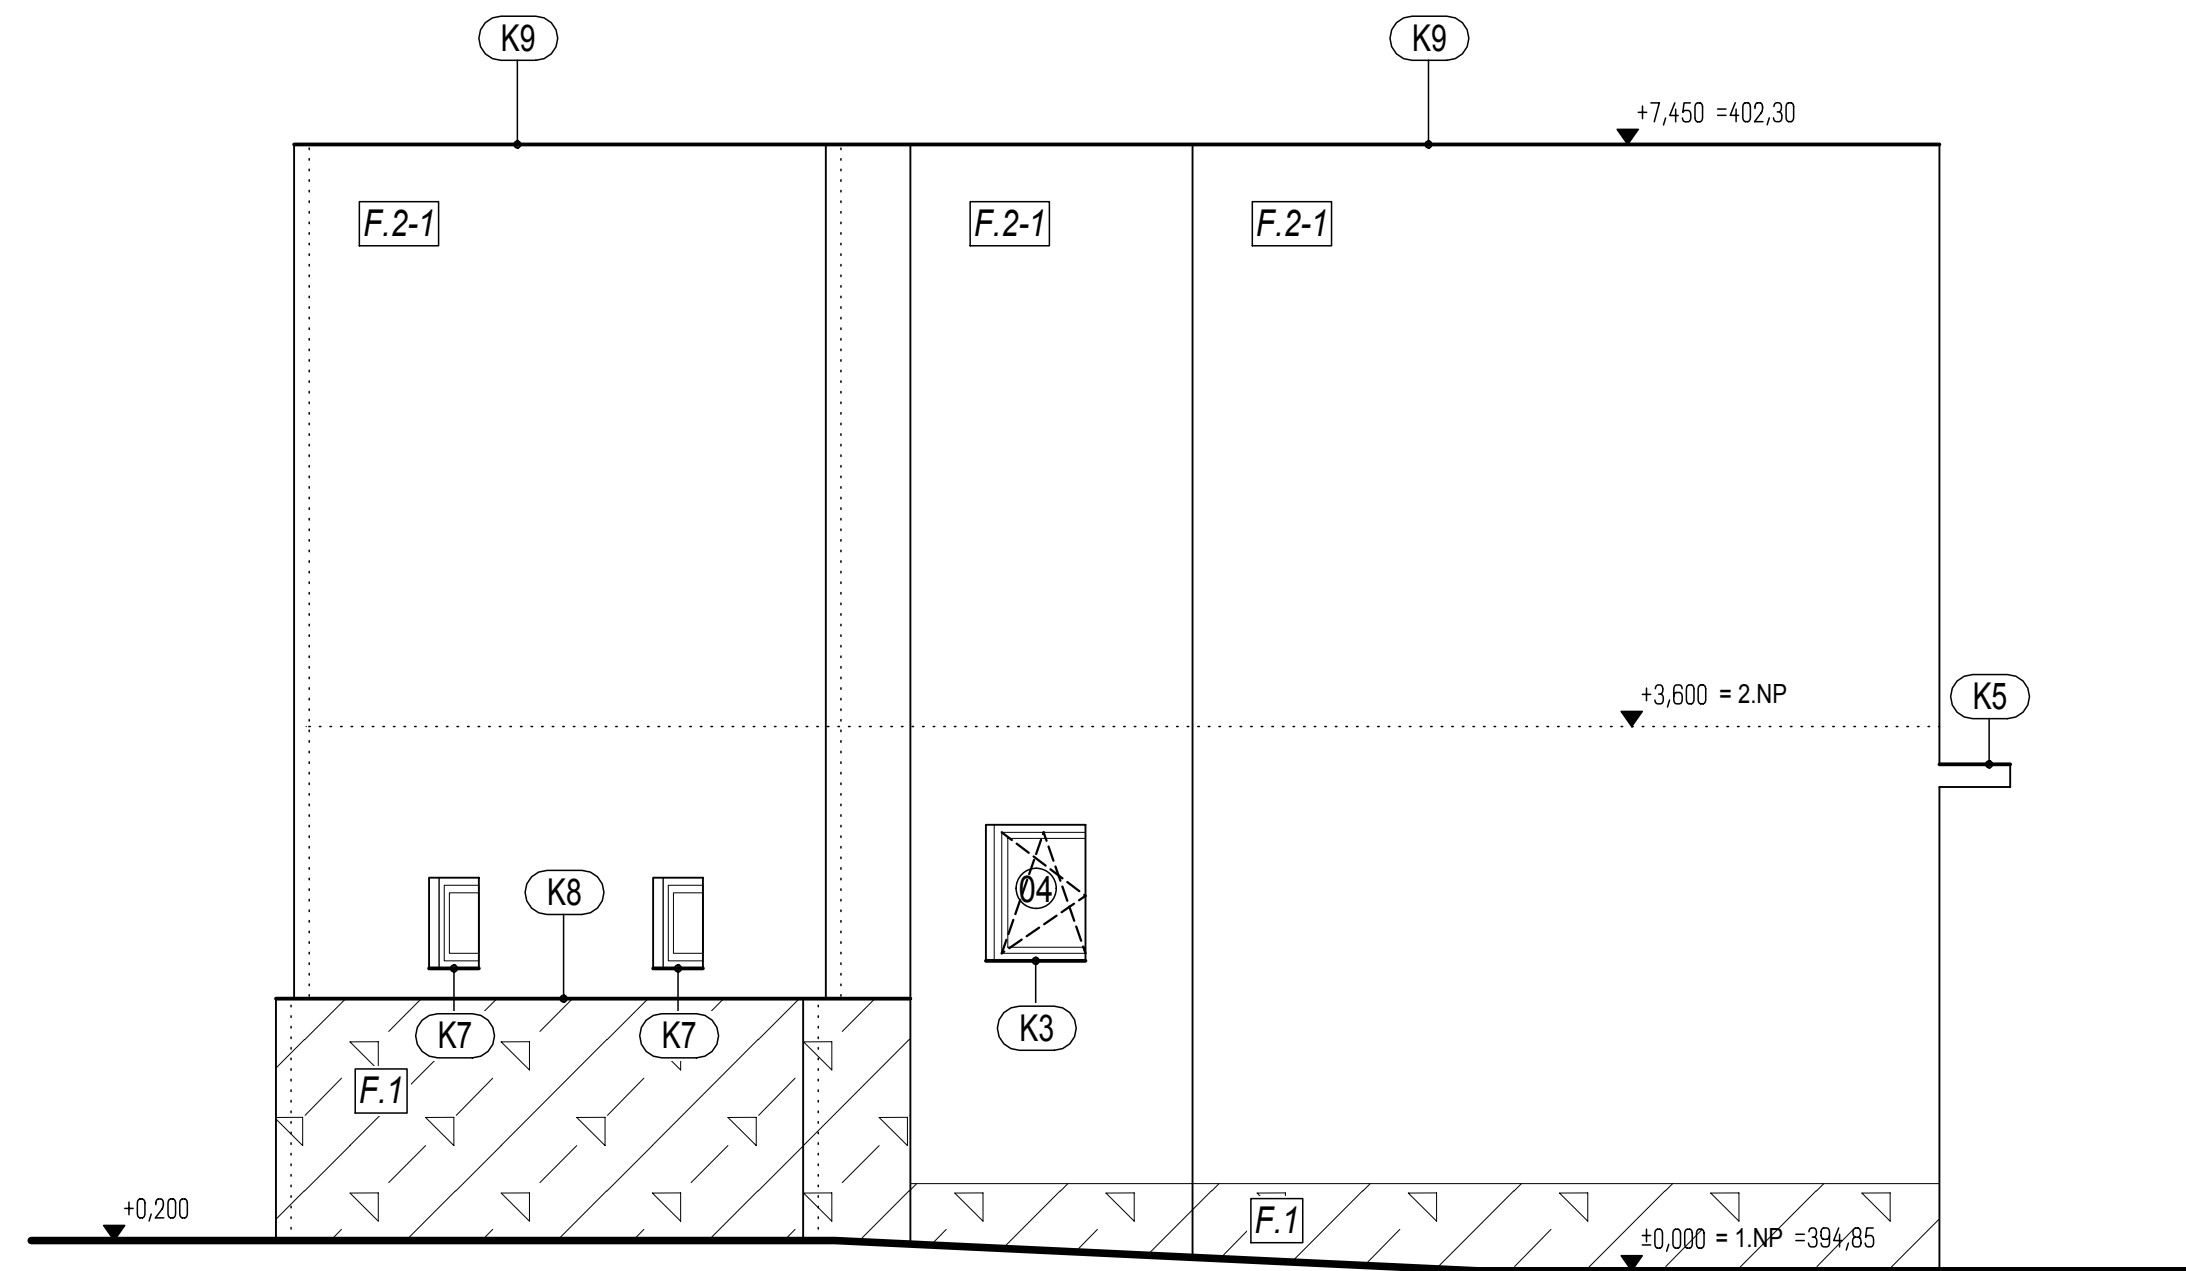 K9 K9
+7,450 =402,30
F.2-1 F.2-1 F.2-1
+3,600 = 2.NP
K5
04
K8
K7 K7 K3
F.1
+0,200
F.1
±0,000 = 1.NP =394,85